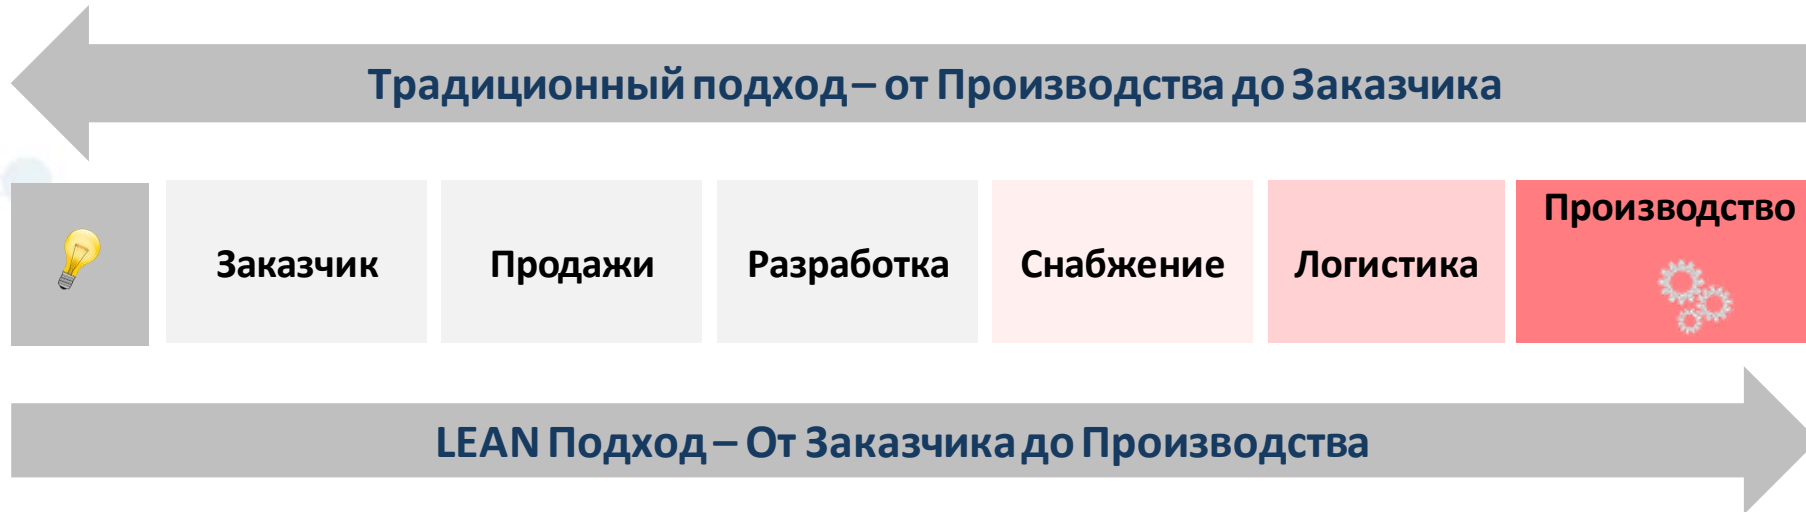 Традиционный подход – от Производства до Заказчика
Заказчик
Продажи
Разработка
Снабжение
Логистика
Производство
LEAN Подход – От Заказчика до Производства